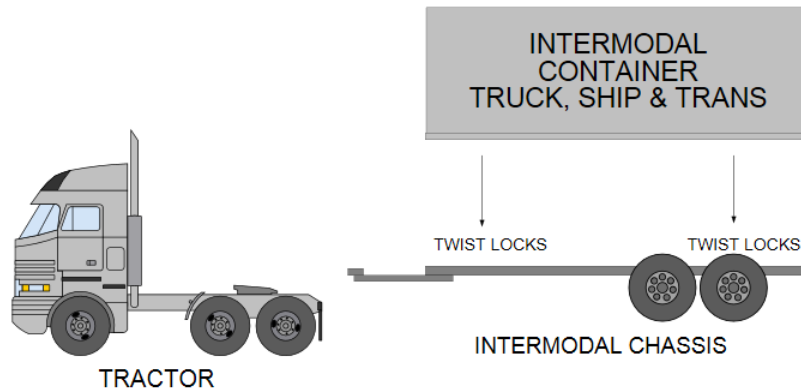 INTERMODAL
CONTAINER
TRUCK, SHIP & TRANS
TWIST LOCKS
TWIST LOCKS
INTERMODAL CHASSIS
TRACTOR